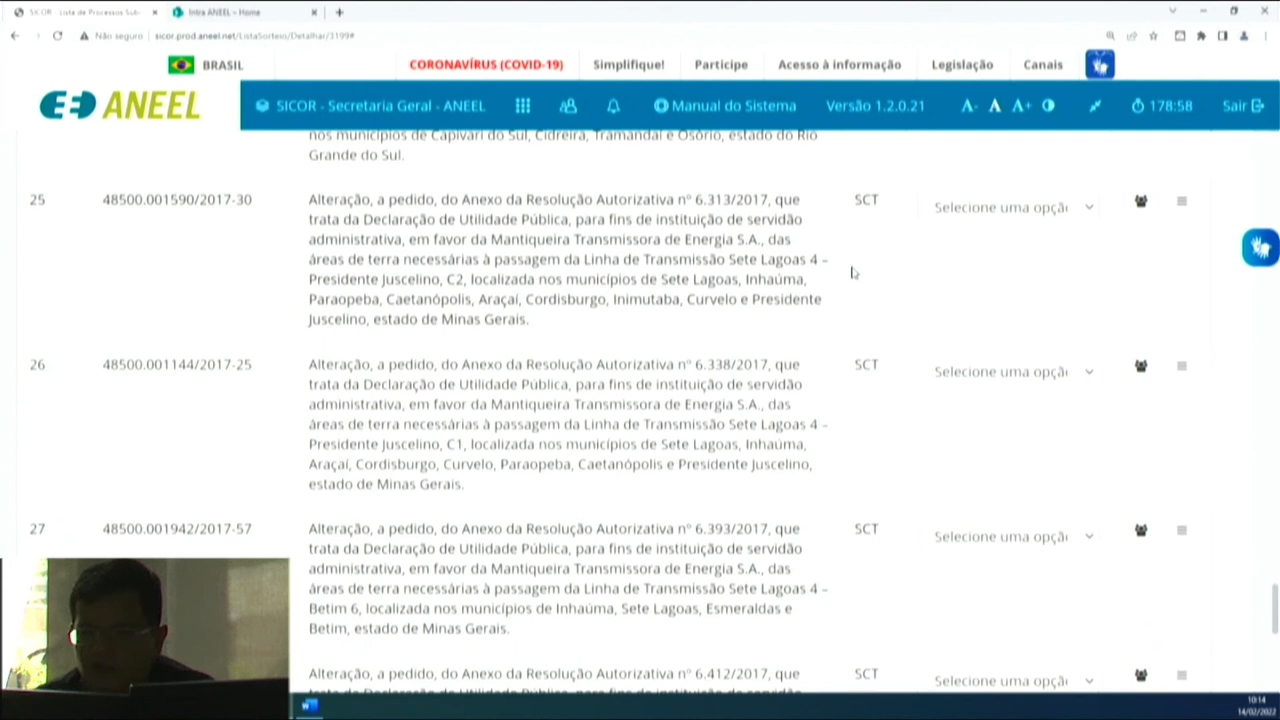 SICOR - Lista de Processos Sub-
Intra ANEEL – Home
Não seguro
sicor.prod.aneel.net/ListaSorteio/Detalhar/3199#
BRASIL
CORONAVÍRUS (COVID-19)
Simplifique!
Participe
Acesso à informação
Legislação
Canais
ANEEL
SICOR - Secretaria Geral - ANEEL
Manual do Sistema
Versão 1.2.0.21
A- A A+
178:58
Sair
nos municípios de Capivari do Sul, Cidreira, Tramandaí e Osório, estado do Rio
Grande do Sul.
25 48500.001590/2017-30 Alteração, a pedido, do Anexo da Resolução Autorizativa nº 6.313/2017, que SCT Selecione uma opçã
trata da Declaração de Utilidade Pública, para fins de instituição de servidão
administrativa, em favor da Mantiqueira Transmissora de Energia S.A., das
áreas de terra necessárias à passagem da Linha de Transmissão Sete Lagoas 4 –
Presidente Juscelino, C2, localizada nos municípios de Sete Lagoas, Inhaúma,
Paraopeba, Caetanópolis, Araçaí, Cordisburgo, Inimutaba, Curvelo e Presidente
Juscelino, estado de Minas Gerais.
26 48500.001144/2017-25 Alteração, a pedido, do Anexo da Resolução Autorizativa nº 6.338/2017, que SCT Selecione uma opçã
trata da Declaração de Utilidade Pública, para fins de instituição de servidão
administrativa, em favor da Mantiqueira Transmissora de Energia S.A., das
áreas de terra necessárias à passagem da Linha de Transmissão Sete Lagoas 4 –
Presidente Juscelino, C1, localizada nos municípios de Sete Lagoas, Inhaúma,
Araçaí, Cordisburgo, Curvelo, Paraopeba, Caetanópolis e Presidente Juscelino,
estado de Minas Gerais.
27 48500.001942/2017-57 Alteração, a pedido, do Anexo da Resolução Autorizativa nº 6.393/2017, que SCT Selecione uma opçã
trata da Declaração de Utilidade Pública, para fins de instituição de servidão
administrativa, em favor da Mantiqueira Transmissora de Energia S.A., das
áreas de terra necessárias à passagem da Linha de Transmissão Sete Lagoas 4 –
Betim 6, localizada nos municípios de Inhaúma, Sete Lagoas, Esmeraldas e
Betim, estado de Minas Gerais.
Alteração, a pedido, do Anexo da Resolução Autorizativa nº 6.412/2017, que SCT Selecione uma opçã
trata da Declaração de Utilidade Pública, para fins de instituição de servidão
10:14
14/02/2022